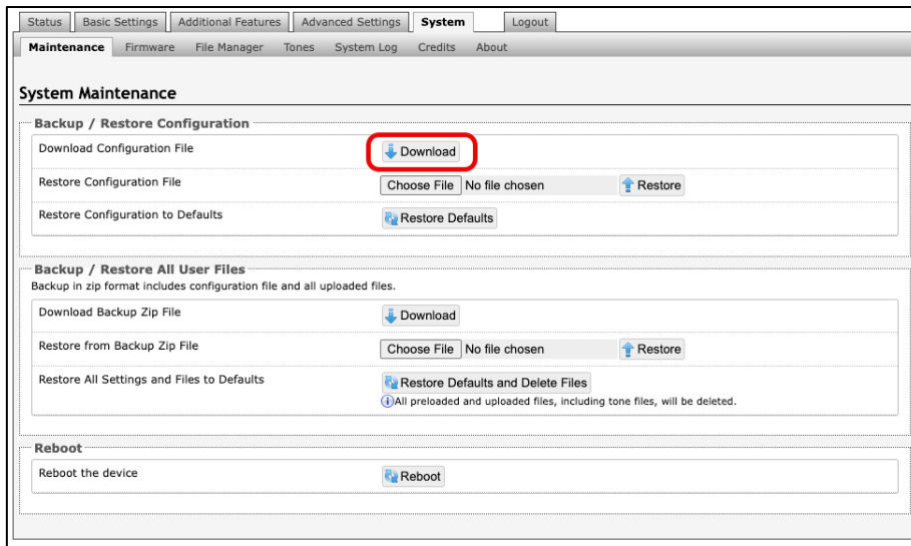 Status Basic Settings Additional Features Advanced Settings System Logout
Maintenance Firmware File Manager Tones System Log Credits About
System Maintenance
Backup / Restore Configuration
Download Configuration File Download
Restore Configuration File Choose File No file chosen Restore
Restore Configuration to Defaults Restore Defaults
Backup / Restore All User Files
Backup in zip format includes configuration file and all uploaded files.
Download Backup Zip File Download
Restore from Backup Zip File Choose File No file chosen Restore
Restore All Settings and Files to Defaults Restore Defaults and Delete Files
All preloaded and uploaded files, including tone files, will be deleted.
Reboot
Reboot the device Reboot